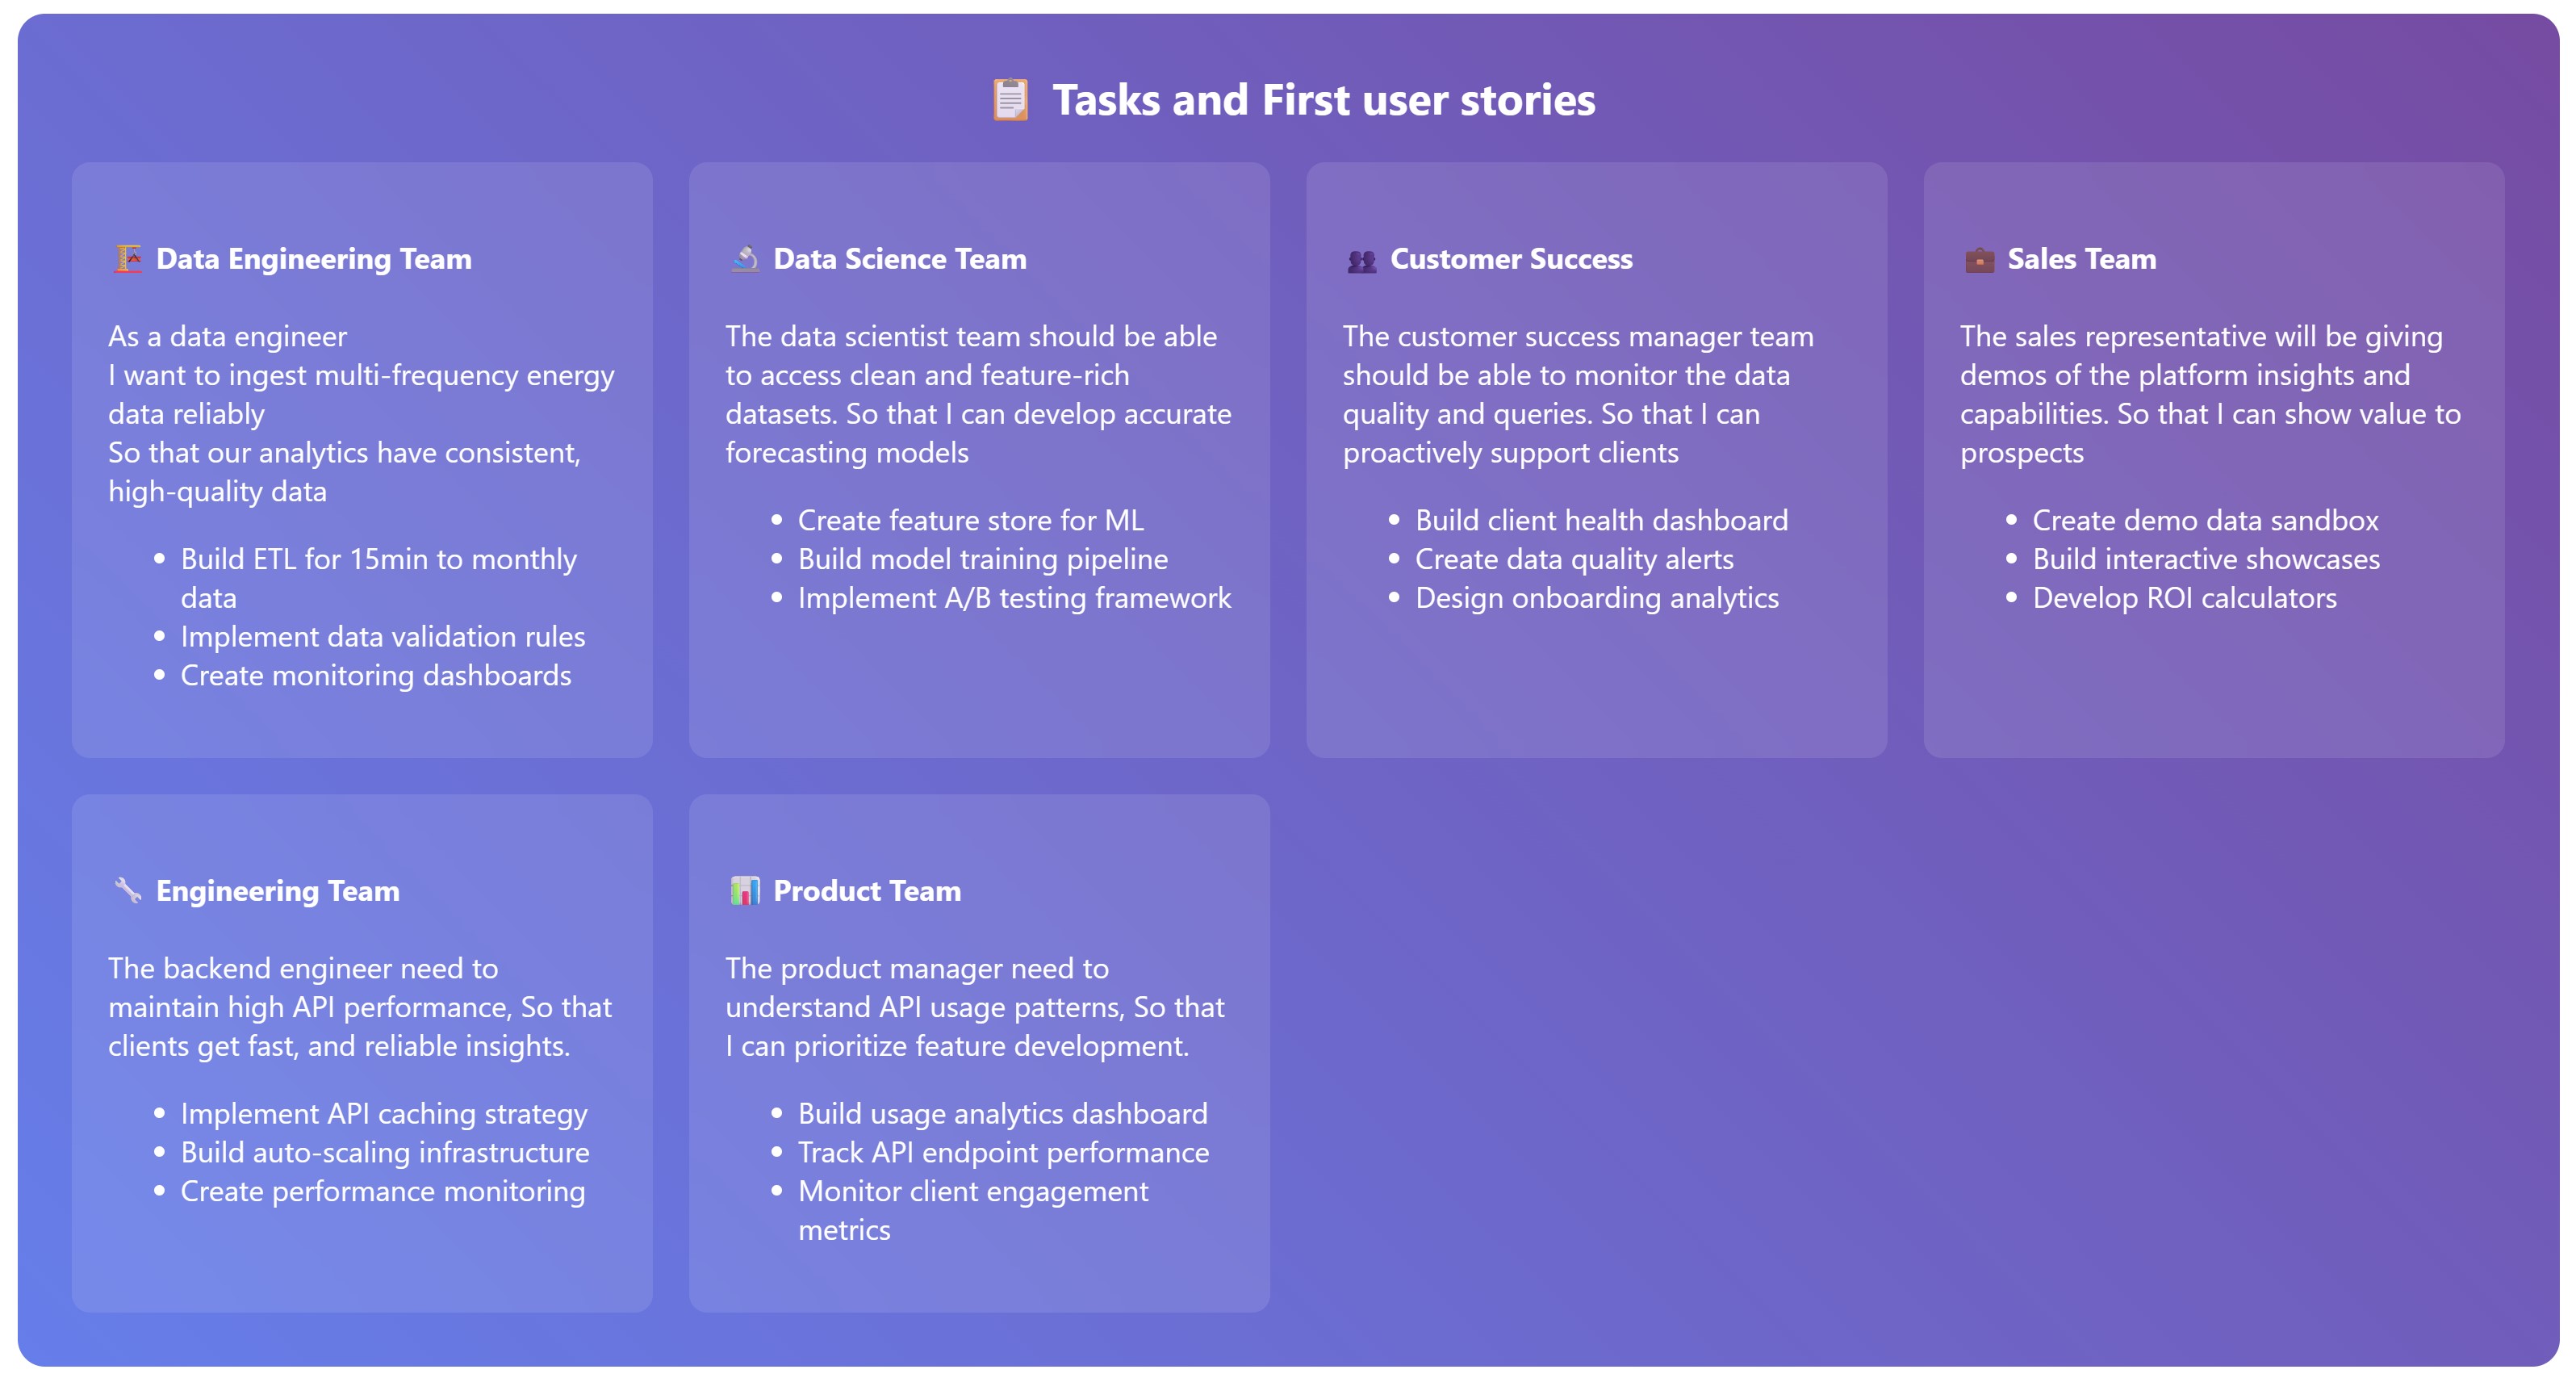 Tasks and First user stories
Data Engineering Team
As a data engineer
I want to ingest multi-frequency energy
data reliably
So that our analytics have consistent,
high-quality data
Build ETL for 15min to monthly
data
Implement data validation rules
Create monitoring dashboards
Data Science Team
The data scientist team should be able
to access clean and feature-rich
datasets. So that I can develop accurate
forecasting models
Create feature store for ML
Build model training pipeline
Implement A/B testing framework
Customer Success
The customer success manager team
should be able to monitor the data
quality and queries. So that I can
proactively support clients
Build client health dashboard
Create data quality alerts
Design onboarding analytics
Sales Team
The sales representative will be giving
demos of the platform insights and
capabilities. So that I can show value to
prospects
Create demo data sandbox
Build interactive showcases
Develop ROI calculators
Engineering Team
The backend engineer need to
maintain high API performance, So that
clients get fast, and reliable insights.
Implement API caching strategy
Build auto-scaling infrastructure
Create performance monitoring
Product Team
The product manager need to
understand API usage patterns, So that
I can prioritize feature development.
Build usage analytics dashboard
Track API endpoint performance
Monitor client engagement
metrics